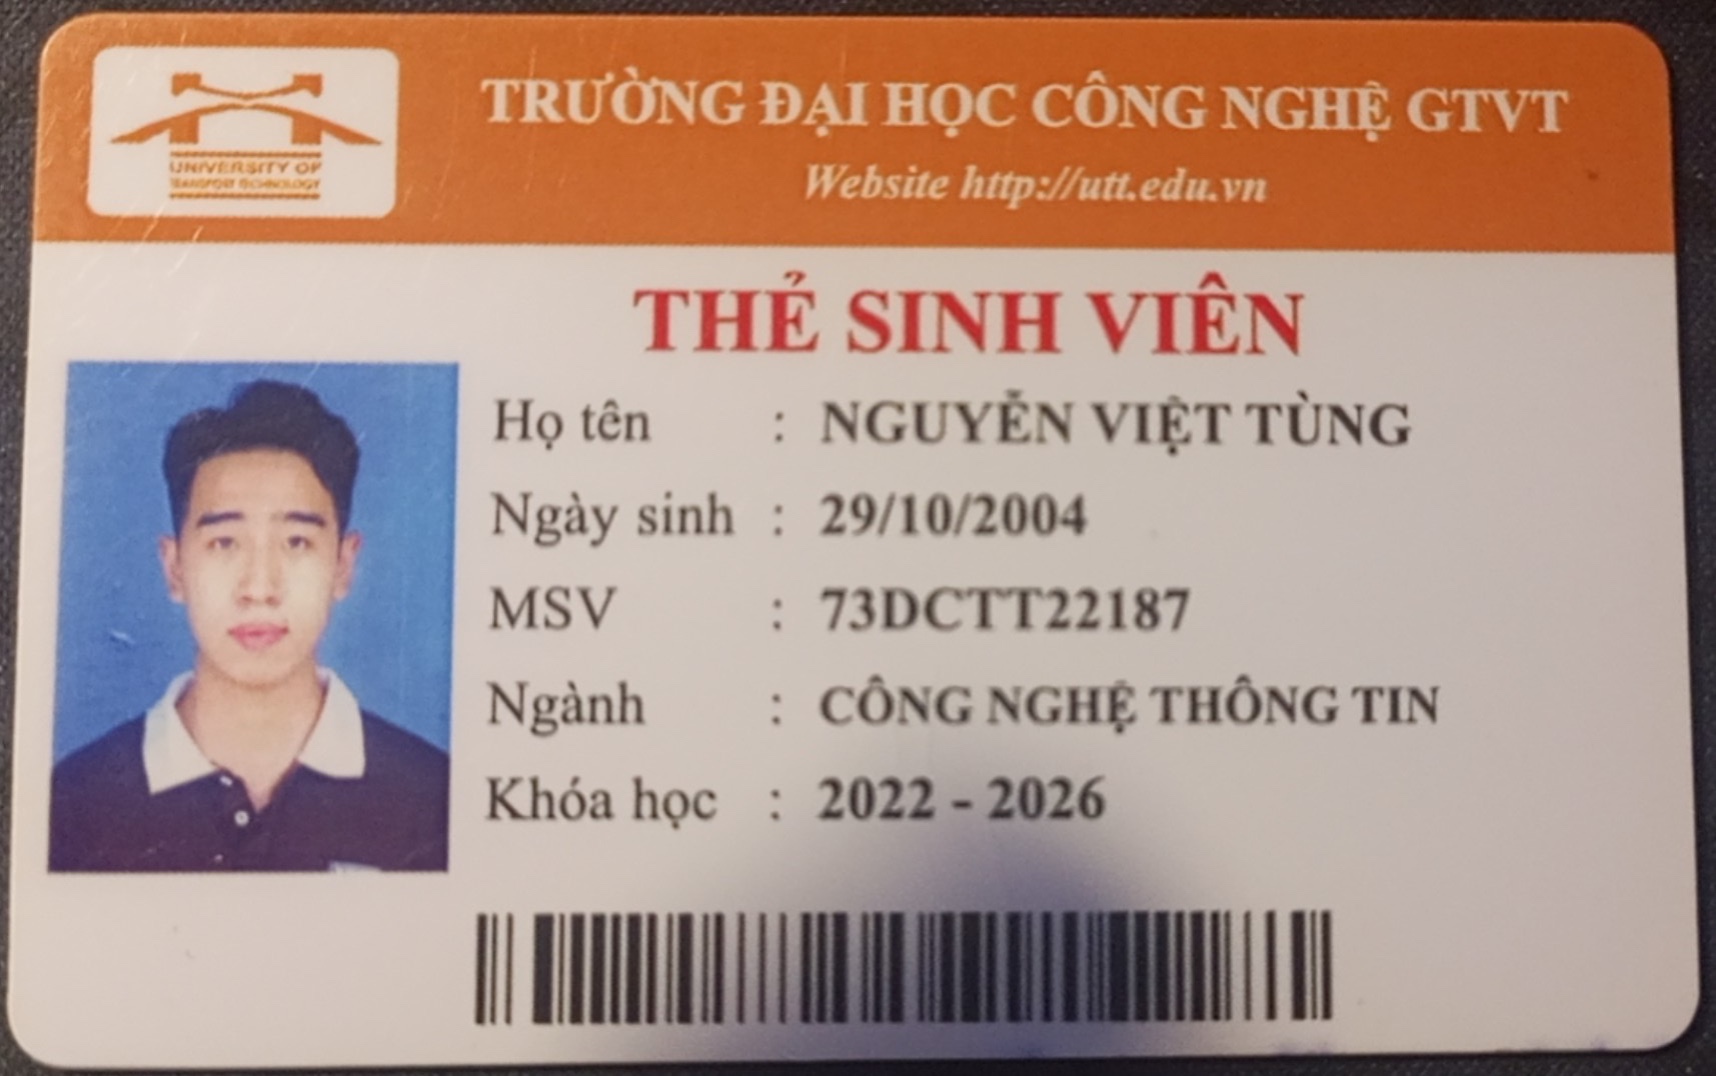 TRƯỜNG ĐẠI HỌC CÔNG NGHỆ GTVT
Website http://utt.edu.vn
UNIVERSITY OF
TRANSPORT TECHNOLOGY
THẺ SINH VIÊN
Họ tên : NGUYỄN VIỆT TÙNG
Ngày sinh : 29/10/2004
MSV : 73DCTT22187
Ngành : CÔNG NGHỆ THÔNG TIN
Khóa học : 2022 - 2026